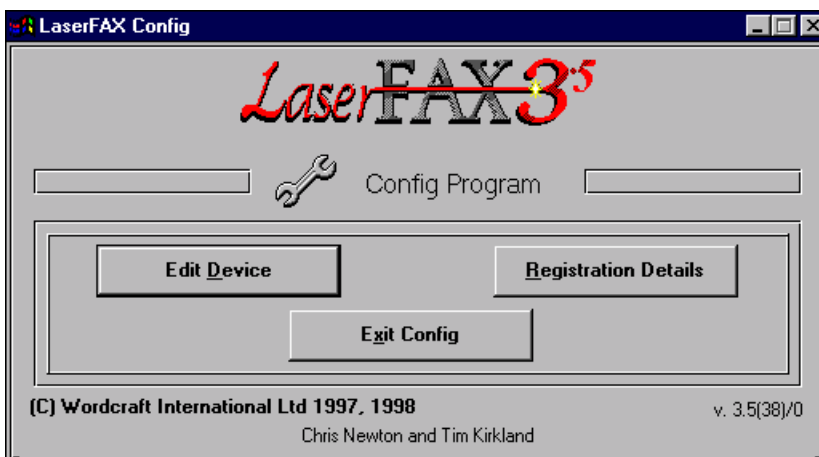 LaserFAX Config
LaserFAX 3.5
Config Program
Edit Device
Registration Details
Exit Config
(C) Wordcraft International Ltd 1997, 1998
v. 3.5(38)/0
Chris Newton and Tim Kirkland